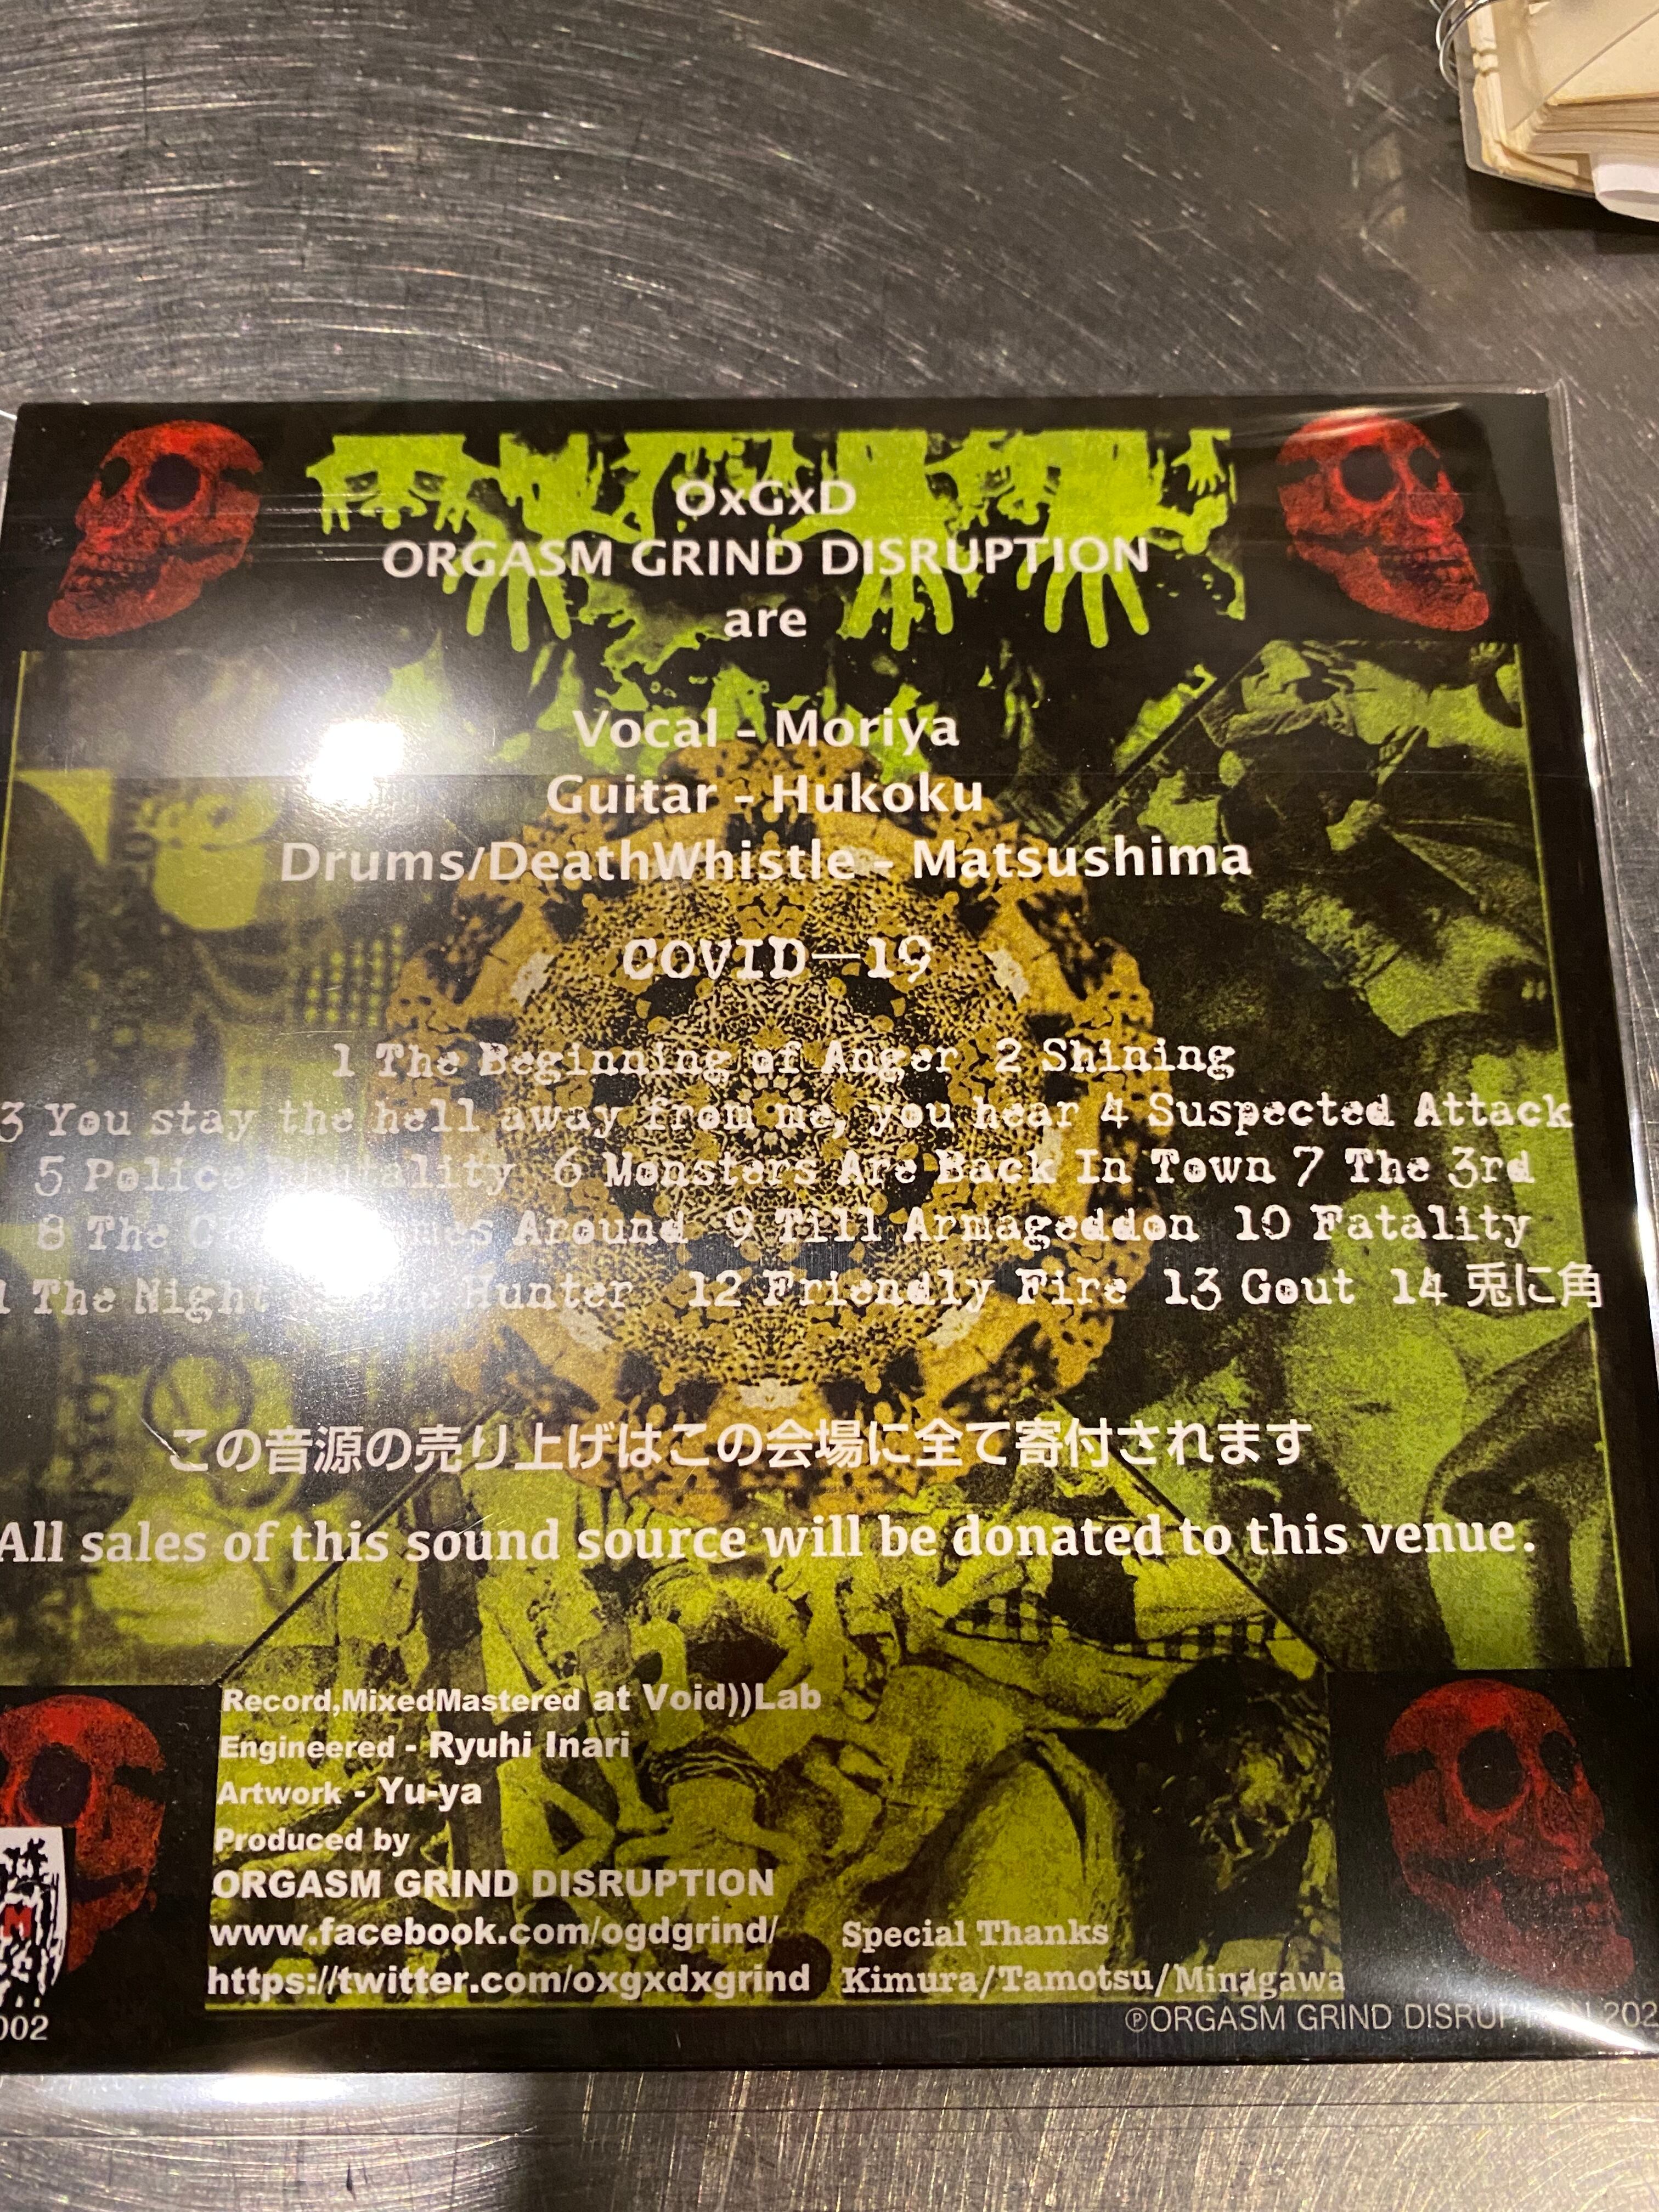 OxGxD
ORGASM GRIND DISRUPTION
are
Vocal - Moriya
Guitar - Hukoku
Drums/DeathWhistle - Matsushima
COVID—19
1 The Beginning of Anger 2 Shining
3 You stay the hell away from me, you hear 4 Suspected Attack
5 Police Brutality 6 Monsters Are Back In Town 7 The 3rd
8 The Around 9 Till Armageddon 10 Fatality
The Night Hunter 12 Friendly Fire 13 Gout 14 兎に角
この音源の売り上げはこの会場に全て寄付されます
All sales of this sound source will be donated to this venue.
Record,MixedMastered at Void))Lab
Engineered - Ryuhi Inari
Artwork - Yu-ya
Produced by
ORGASM GRIND DISRUPTION
www.facebook.com/ogdgrind/
https://twitter.com/oxgxdxgrind
Special Thanks
Kimura/Tamotsu/Minagawa
002
ⓅORGASM GRIND DISRUPTION 202